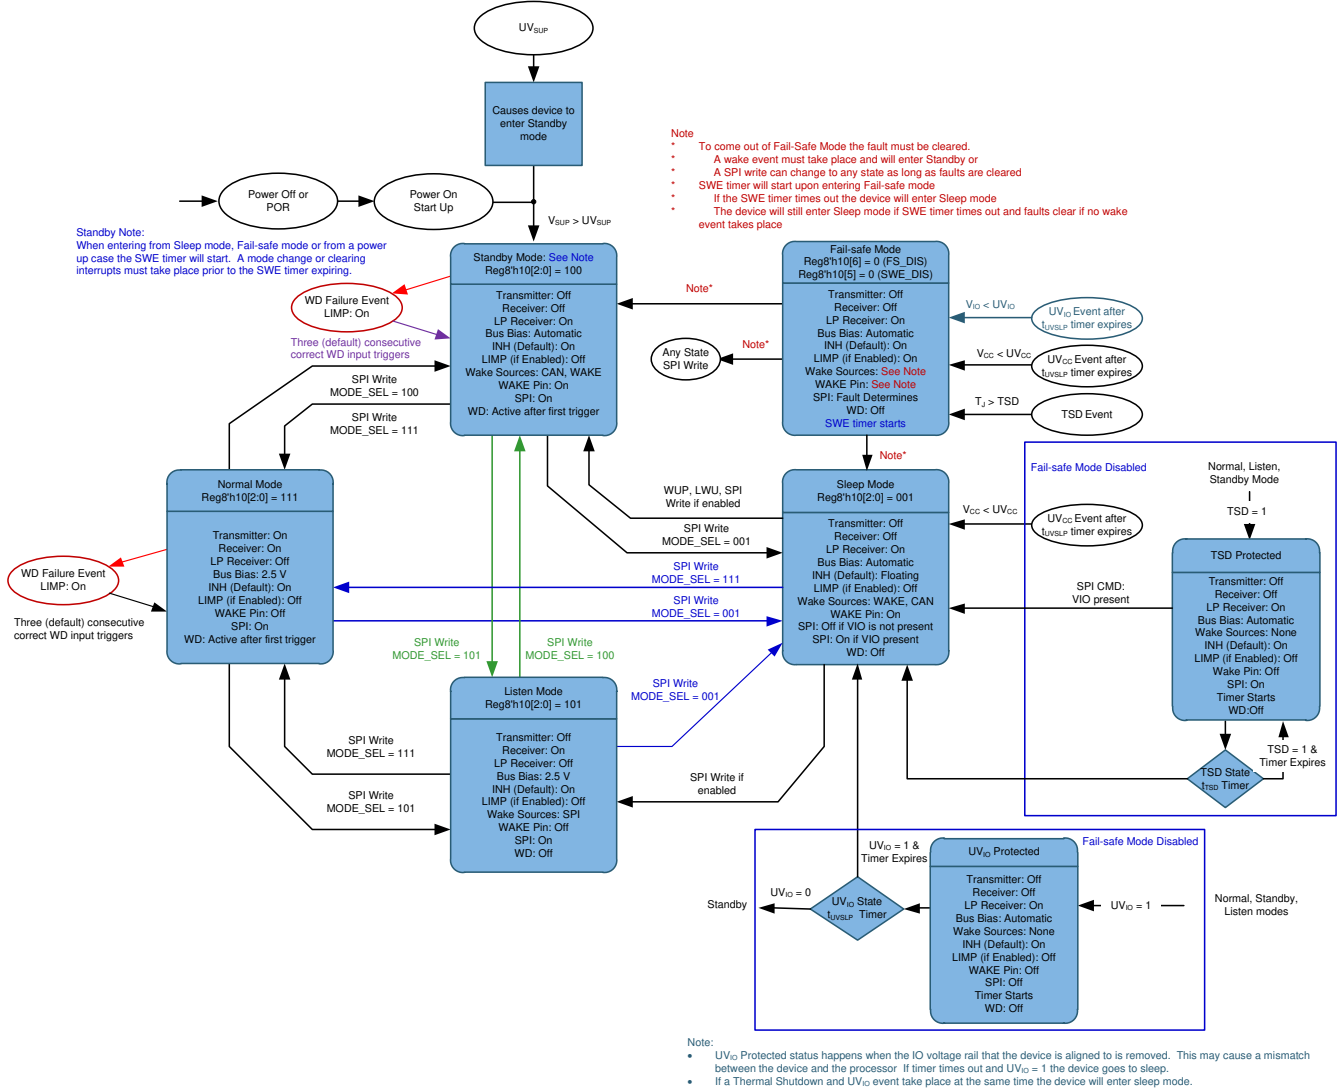 UVSUP
Causes device to
enter Standby
mode
Power Off or
POR
Power On
Start Up
VSUP > UVSUP
Note
* To come out of Fail-Safe Mode the fault must be cleared.
* A wake event must take place and will enter Standby or
* A SPI write can change to any state as long as faults are cleared
* SWE timer will start upon entering Fail-safe mode
* If the SWE timer times out the device will enter Sleep mode
* The device will still enter Sleep mode if SWE timer times out and faults clear if no wake
event takes place
Standby Note:
When entering from Sleep mode, Fail-safe mode or from a power
up case the SWE timer will start. A mode change or clearing
interrupts must take place prior to the SWE timer expiring.
Standby Mode: See Note
Reg8'h10[2:0] = 100
Transmitter: Off
Receiver: Off
LP Receiver: On
Bus Bias: Automatic
INH (Default): On
LIMP (if Enabled): Off
Wake Sources: CAN, WAKE
WAKE Pin: On
SPI: On
WD: Active after first trigger
WD Failure Event
LIMP: On
Three (default) consecutive
correct WD input triggers
SPI Write
MODE_SEL = 100
SPI Write
MODE_SEL = 111
Fail-safe Mode
Reg8'h10[6] = 0 (FS_DIS)
Reg8'h10[5] = 0 (SWE_DIS)
Transmitter: Off
Receiver: Off
LP Receiver: On
Bus Bias: Automatic
INH (Default): On
LIMP (if Enabled): On
Wake Sources: See Note
WAKE Pin: See Note
SPI: Fault Determines
WD: Off
SWE timer starts
Note*
Note*
Any State
SPI Write
VIO < UVIO
UVIO Event after
tUVSLP timer expires
VCC < UVCC
UVCC Event after
tUVSLP timer expires
TJ > TSD
TSD Event
Note*
Normal Mode
Reg8'h10[2:0] = 111
Transmitter: On
Receiver: On
LP Receiver: Off
Bus Bias: 2.5 V
INH (Default): On
LIMP (if Enabled): Off
WAKE Pin: Off
SPI: On
WD: Active after first trigger
WD Failure Event
LIMP: On
Three (default) consecutive
correct WD input triggers
WUP, LWU, SPI
Write if enabled
SPI Write
MODE_SEL = 001
SPI Write
MODE_SEL = 111
SPI Write
MODE_SEL = 001
Sleep Mode
Reg8'h10[2:0] = 001
Transmitter: Off
Receiver: Off
LP Receiver: On
Bus Bias: Automatic
INH (Default): Floating
LIMP (if Enabled): Off
Wake Sources: WAKE, CAN
WAKE Pin: On
SPI: Off if VIO is not present
SPI: On if VIO present
WD: Off
VCC < UVCC
UVCC Event after
tUVSLP timer expires
Fail-safe Mode Disabled
Normal, Listen,
Standby Mode
TSD = 1
TSD Protected
Transmitter: Off
Receiver: Off
LP Receiver: On
Bus Bias: Automatic
Wake Sources: None
INH (Default): On
LIMP (if Enabled): Off
Wake Pin: Off
SPI: On
Timer Starts
WD:Off
SPI CMD:
VIO present
TSD State
tTSD Timer
TSD = 1 &
Timer Expires
SPI Write
MODE_SEL = 101
SPI Write
MODE_SEL = 100
SPI Write
MODE_SEL = 001
Listen Mode
Reg8'h10[2:0] = 101
Transmitter: Off
Receiver: On
LP Receiver: Off
Bus Bias: 2.5 V
INH (Default): On
LIMP (if Enabled): Off
Wake Sources: SPI
WAKE Pin: Off
SPI: On
WD: Off
SPI Write
MODE_SEL = 111
SPI Write
MODE_SEL = 101
SPI Write if
enabled
Fail-safe Mode Disabled
UVIO = 1 &
Timer Expires
UVIO Protected
Transmitter: Off
Receiver: Off
LP Receiver: On
Bus Bias: Automatic
Wake Sources: None
INH (Default): On
LIMP (if Enabled): Off
WAKE Pin: Off
SPI: Off
Timer Starts
WD: Off
Standby
UVIO = 0
UVIO State
tUVSLP Timer
UVIO = 1
Normal, Standby,
Listen modes
Note:
• UVIO Protected status happens when the IO voltage rail that the device is aligned to is removed. This may cause a mismatch
between the device and the processor If timer times out and UVIO = 1 the device goes to sleep.
• If a Thermal Shutdown and UVIO event take place at the same time the device will enter sleep mode.